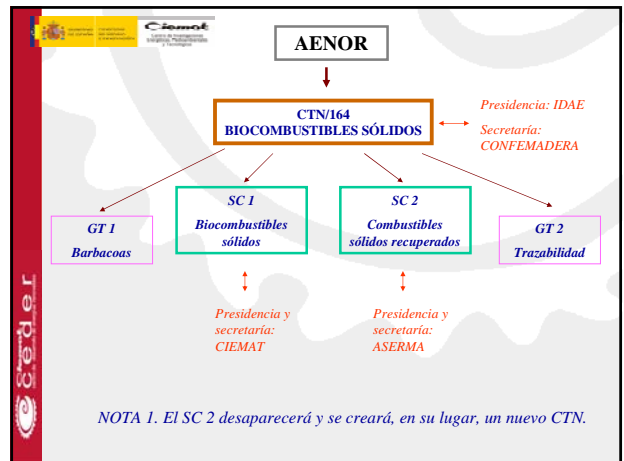 Ciemat
AENOR
CTN/164
BIOCOMBUSTIBLES SÓLIDOS
Presidencia: IDAE
Secretaría:
CONFEMADERA
GT 1
Barbacoas
SC 1
Biocombustibles
sólidos
SC 2
Combustibles
sólidos recuperados
GT 2
Trazabilidad
Presidencia y
secretaría:
CIEMAT
Presidencia y
secretaría:
ASERMA
Ciemat
ceder
NOTA 1. El SC 2 desaparecerá y se creará, en su lugar, un nuevo CTN.